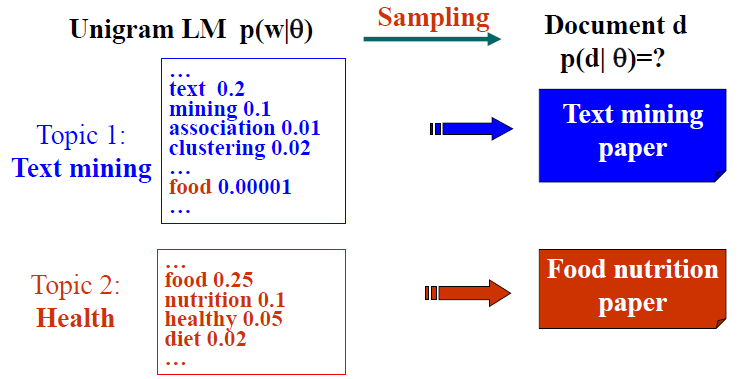 Unigram LM p(w|θ)
Sampling
Document d
p(d| θ)=?
Topic 1:
Text mining
…
text 0.2
mining 0.1
association 0.01
clustering 0.02
…
food 0.00001
…
Text mining
paper
Topic 2:
Health
…
food 0.25
nutrition 0.1
healthy 0.05
diet 0.02
…
Food nutrition
paper